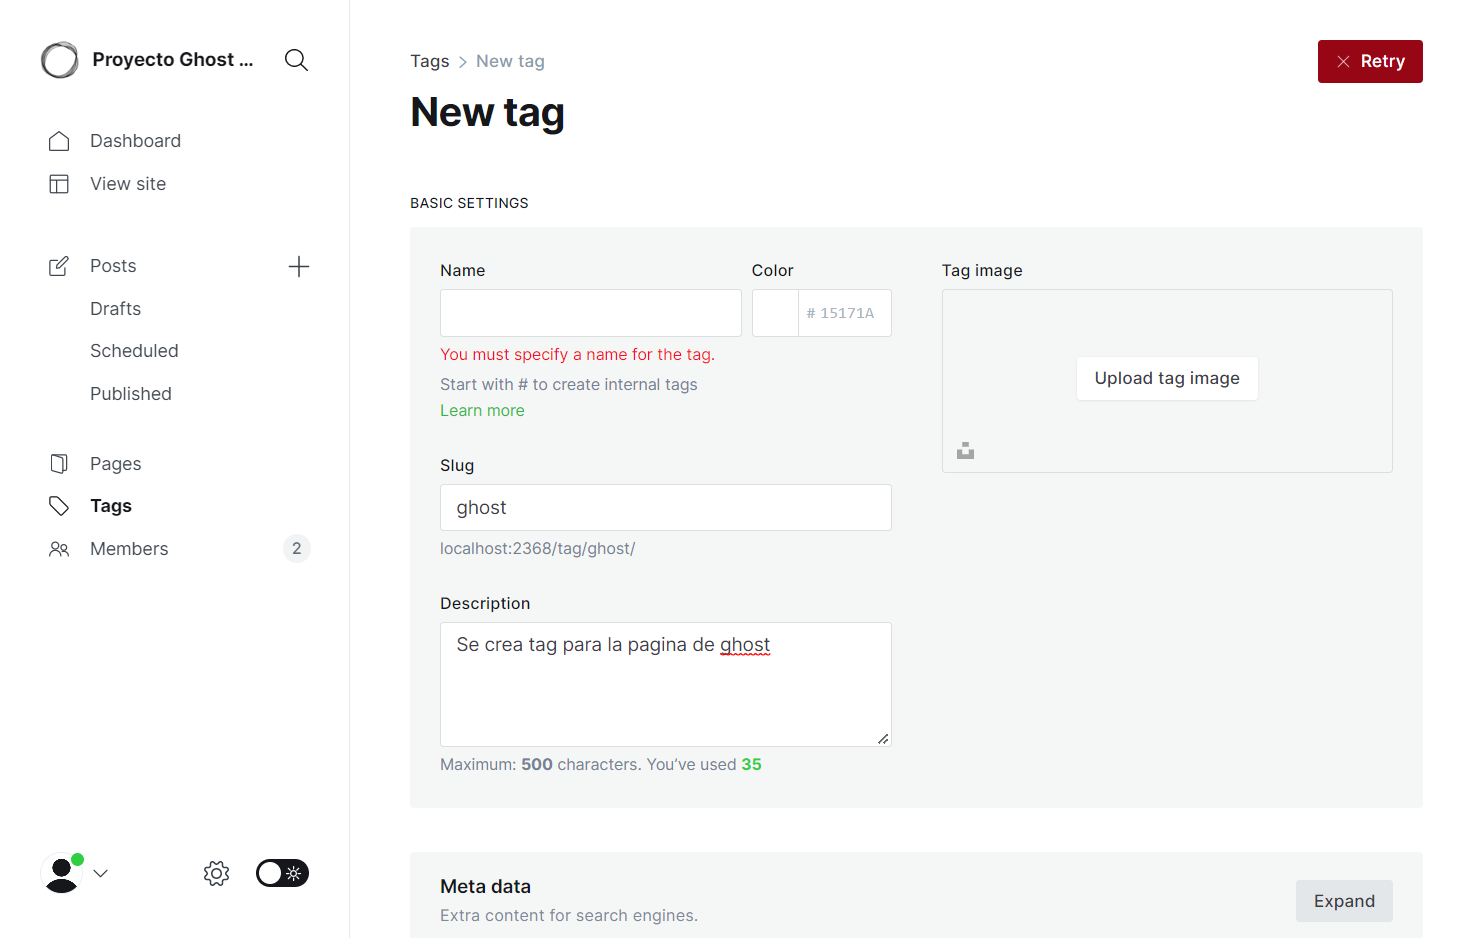 Proyecto Ghost ...
Dashboard
View site
Posts
Drafts
Scheduled
Published
Pages
Tags
Members 2
Tags > New tag
Retry
New tag
BASIC SETTINGS
Name
Color
# 15171A
You must specify a name for the tag.
Start with # to create internal tags
Learn more
Slug
ghost
localhost:2368/tag/ghost/
Description
Se crea tag para la pagina de ghost
Maximum: 500 characters. You’ve used 35
Tag image
Upload tag image
Meta data
Extra content for search engines.
Expand